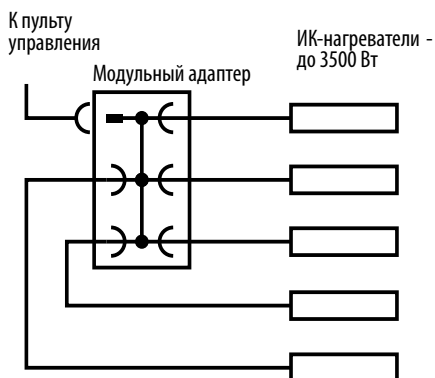 К пульту
управления
ИК-нагреватели -
до 3500 Вт
Модульный адаптер